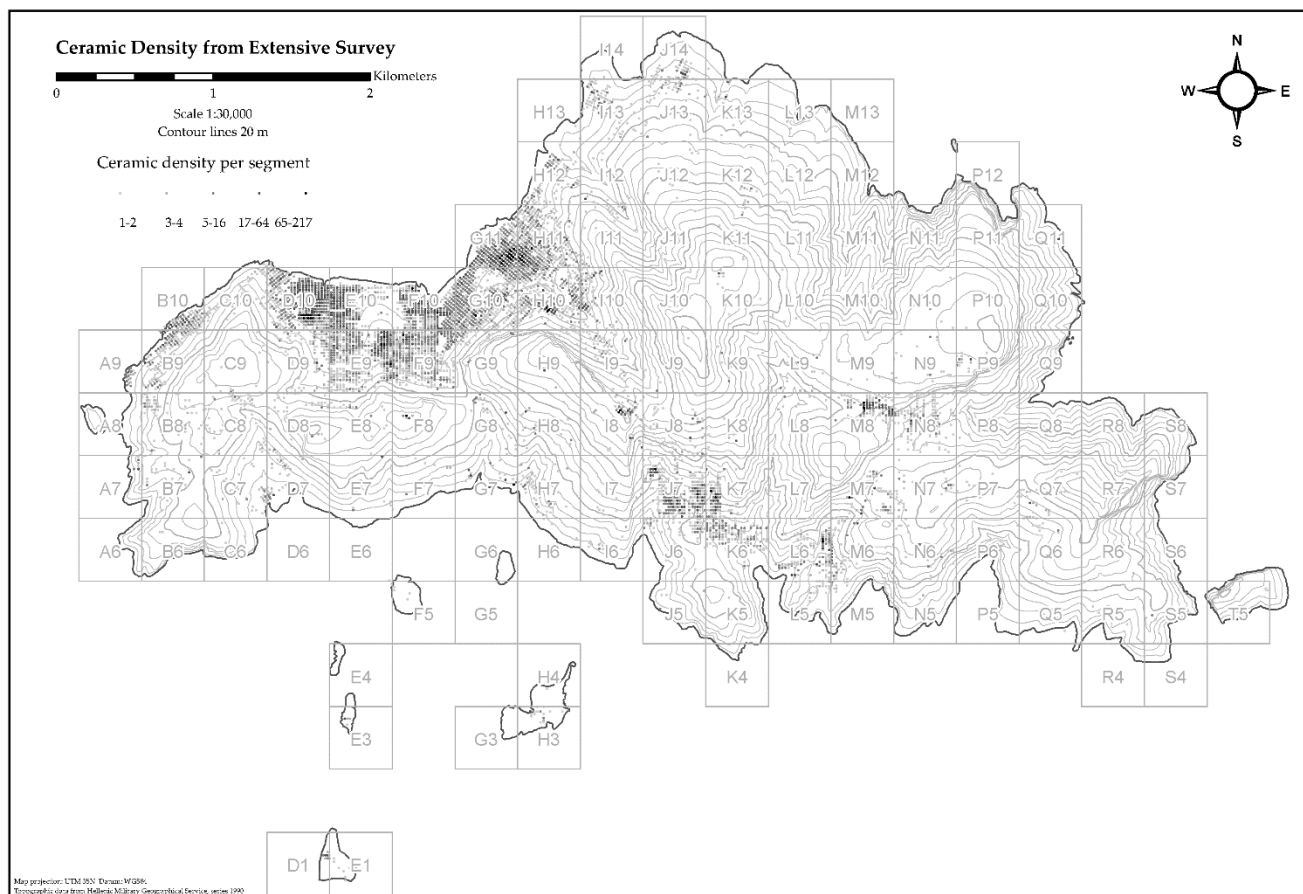 Ceramic Density from Extensive Survey
Kilometers
0 1 2
Scale 1:30,000
Contour lines 20 m
Ceramic density per segment
1-2 3-4 5-16 17-64 65-217
N
W E
S
I14 J14
H13 I13 J13 K13 L13 M13
H12 I12 J12 K12 L12 M12 P12
G11 H11 I11 J11 K11 L11 M11 N11 P11 Q11
B10 C10 D10 E10 F10 G10 H10 I10 J10 K10 L10 M10 N10 P10 Q10
A9 B9 C9 D9 E9 F9 G9 H9 I9 J9 K9 L9 M9 N9 P9 Q9
A8 B8 C8 D8 E8 F8 G8 H8 I8 J8 K8 L8 M8 N8 P8 Q8 R8 S8
A7 B7 C7 D7 E7 F7 G7 H7 I7 J7 K7 L7 M7 N7 P7 Q7 R7 S7
A6 B6 C6 D6 E6 G6 H6 I6 J6 K6 L6 M6 N6 P6 Q6 R6 S6
F5 G5 J5 K5 L5 M5 N5 P5 Q5 R5 S5 T5
E4 H4 K4 R4 S4
E3 G3 H3
D1 E1
Map projection: UTM 35N Datum: WGS84.
Topographic data from Hellenic Military Geographical Service, series 1990